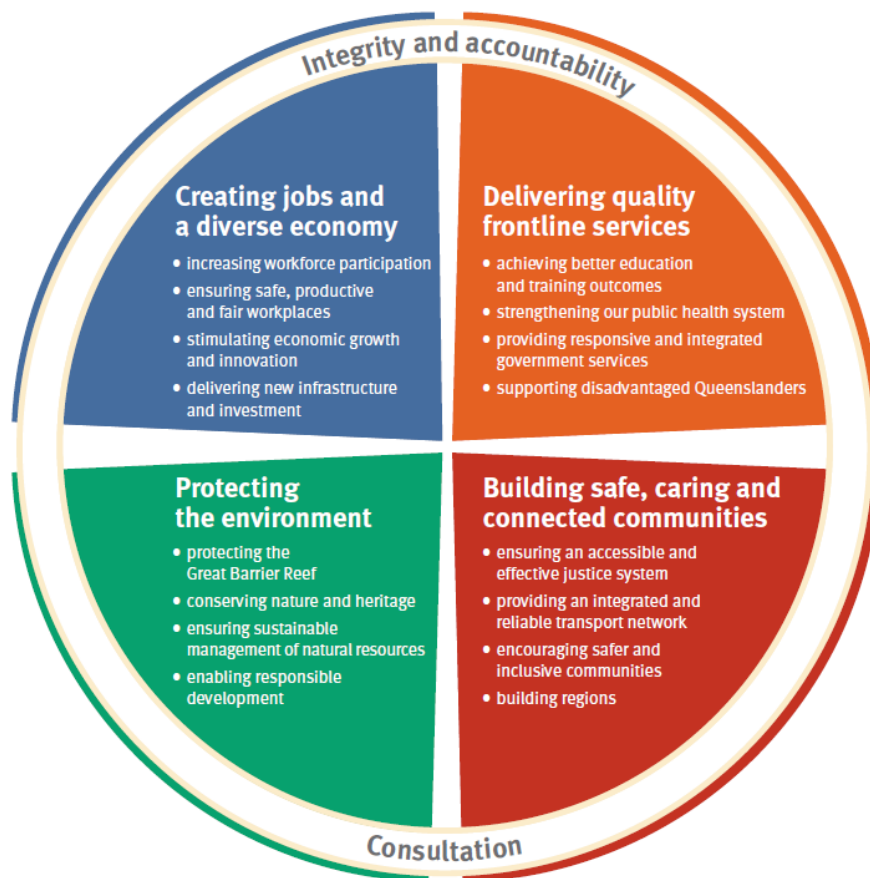 Integrity and accountability
Creating jobs and
a diverse economy
• increasing workforce participation
• ensuring safe, productive
and fair workplaces
• stimulating economic growth
and innovation
• delivering new infrastructure
and investment
Delivering quality
frontline services
• achieving better education
and training outcomes
• strengthening our public health system
• providing responsive and integrated
government services
• supporting disadvantaged Queenslanders
Protecting
the environment
• protecting the
Great Barrier Reef
• conserving nature and heritage
• ensuring sustainable
management of natural resources
• enabling responsible
development
Building safe, caring and
connected communities
• ensuring an accessible and
effective justice system
• providing an integrated and
reliable transport network
• encouraging safer and
inclusive communities
• building regions
Consultation